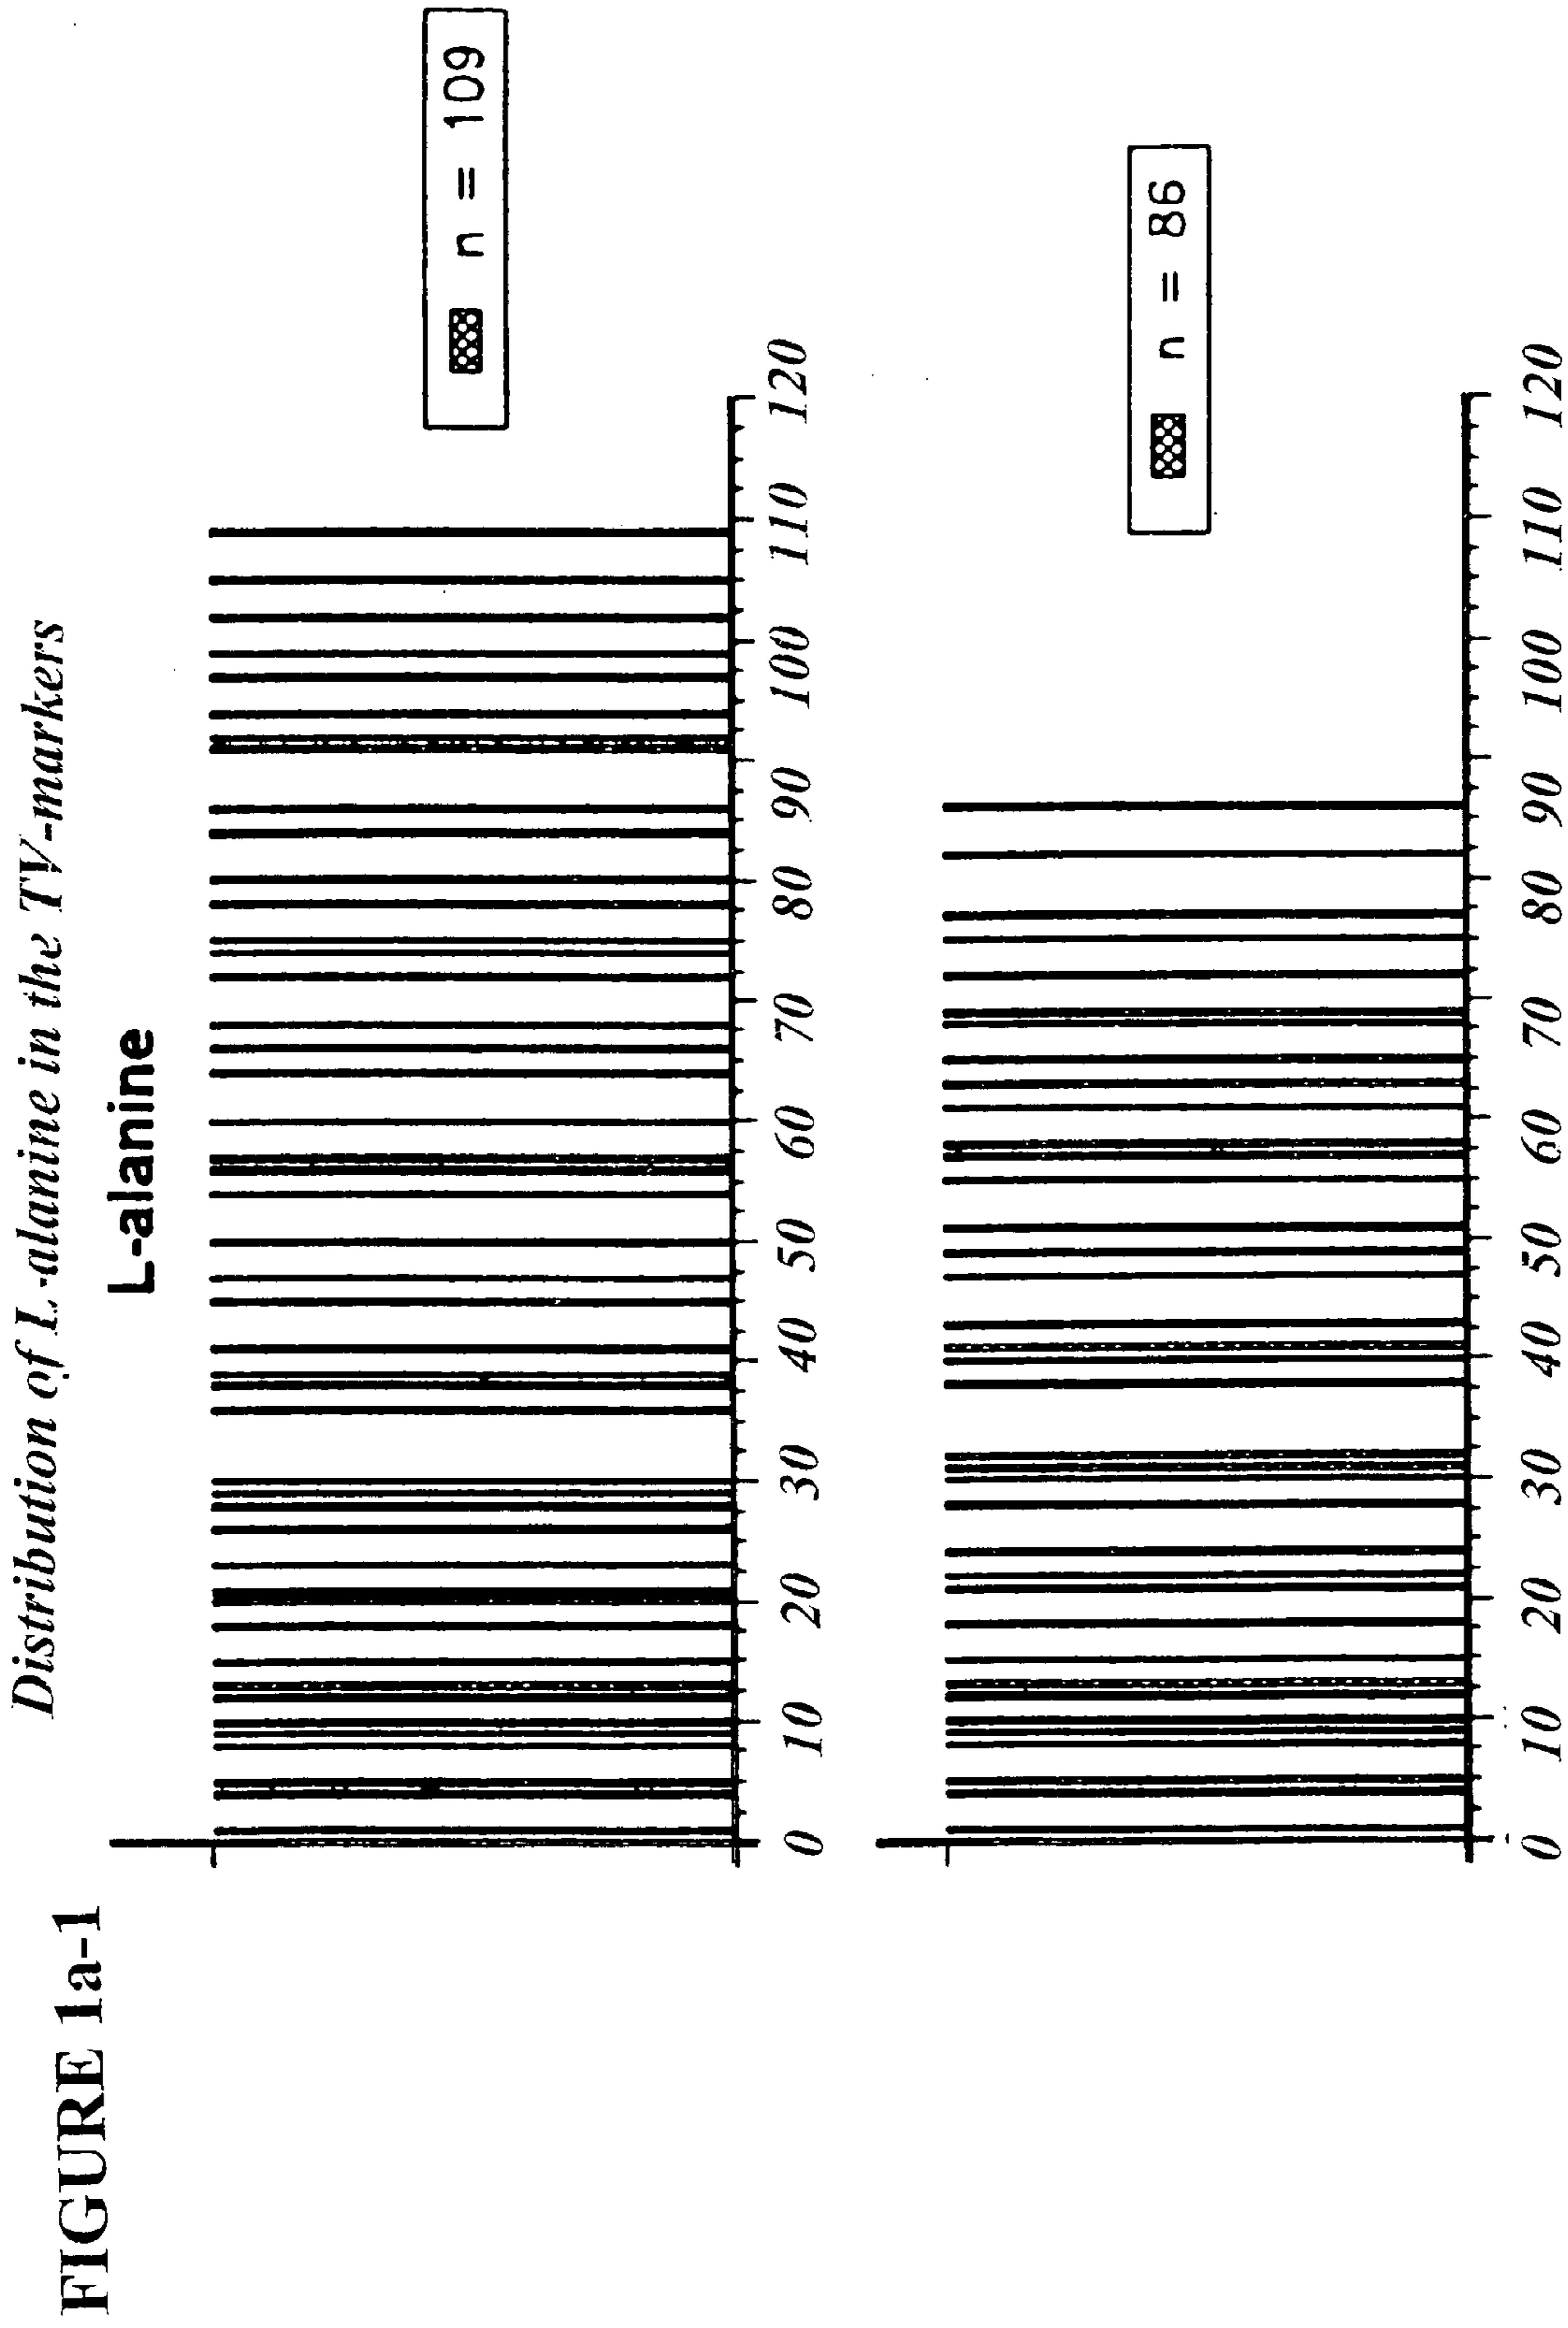 FIGURE 1a-1
Distribution of L-alanine in the TV-markers
L-alanine
n = 109
0 10 20 30 40 50 60 70 80 90 100 110 120
n = 86
0 10 20 30 40 50 60 70 80 90 100 110 120